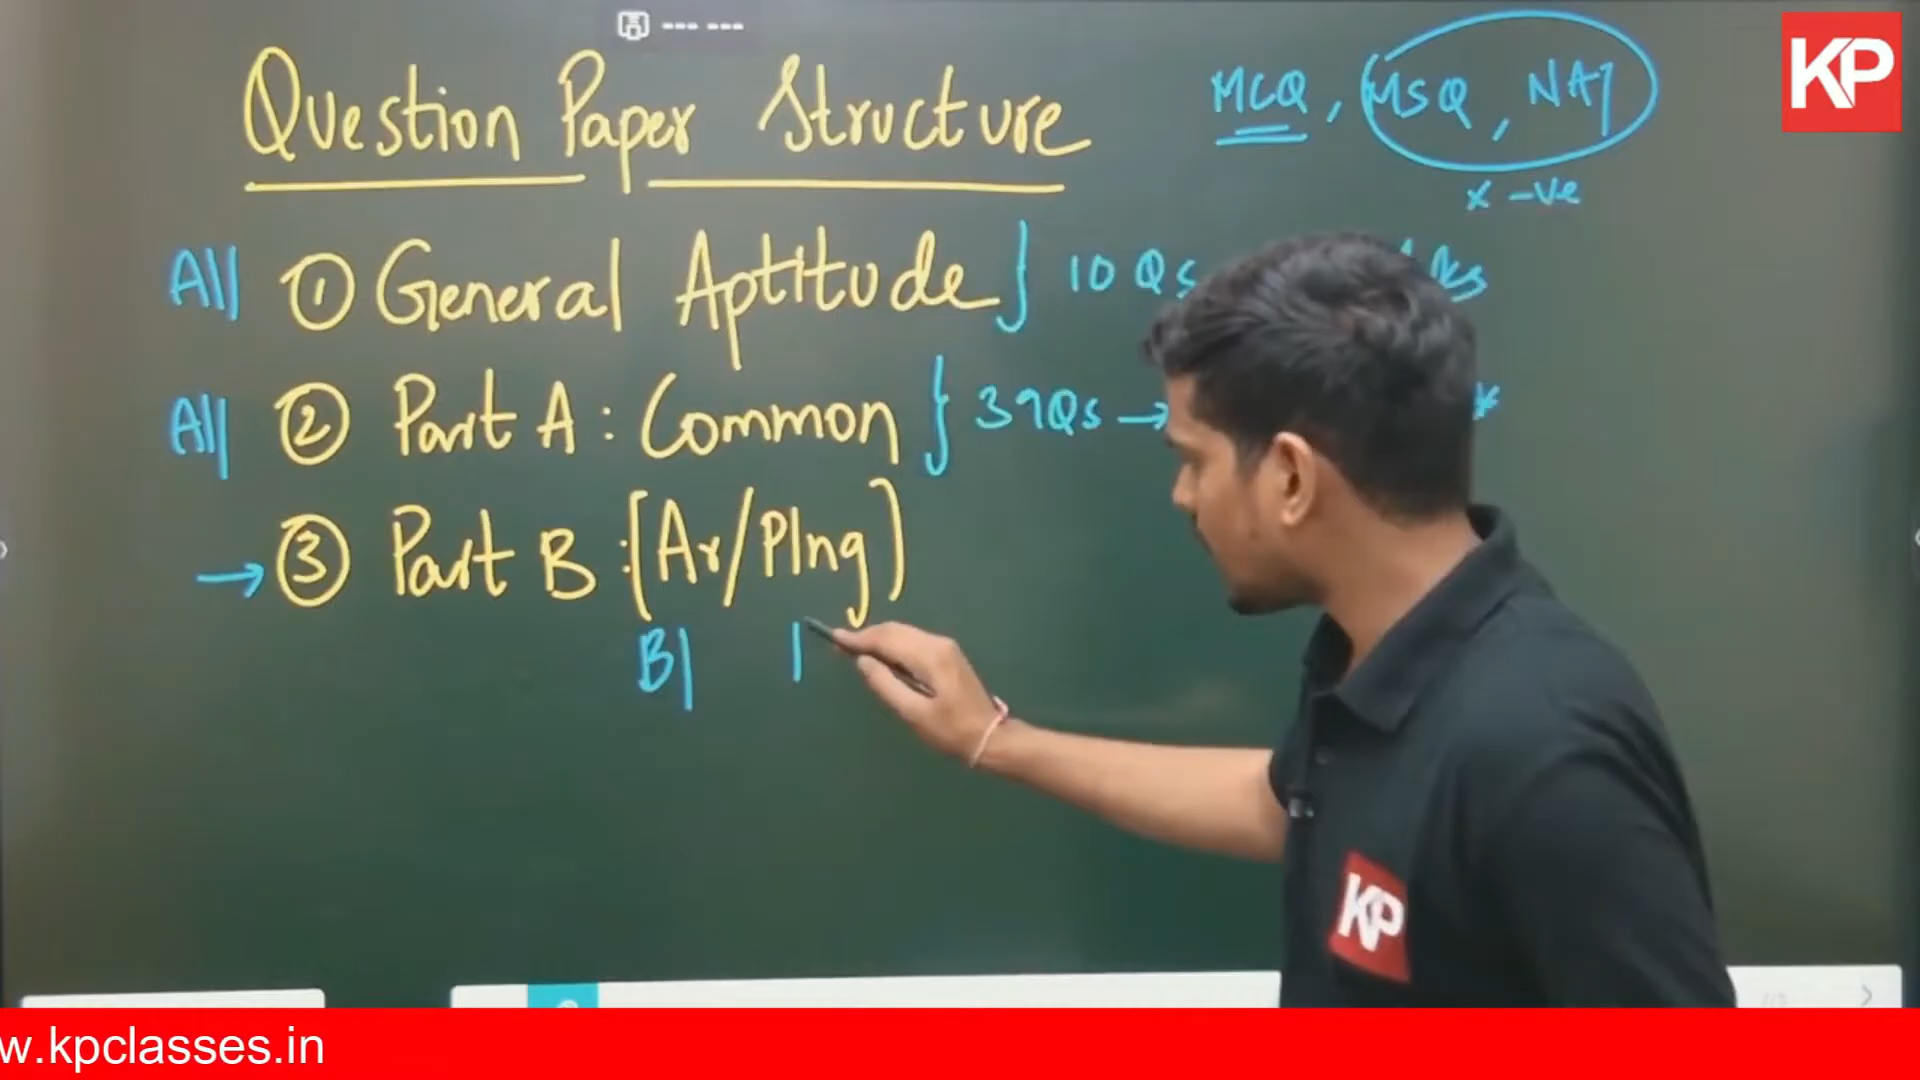 Question Paper Structure
MCQ, MSQ, NAT
x -ve
KP
All ① General Aptitude } 10 Qs
All ② Part A : Common } 39Qs →
→ ③ Part B : [Ar/Plng]
B1
KP
w.kpclasses.in